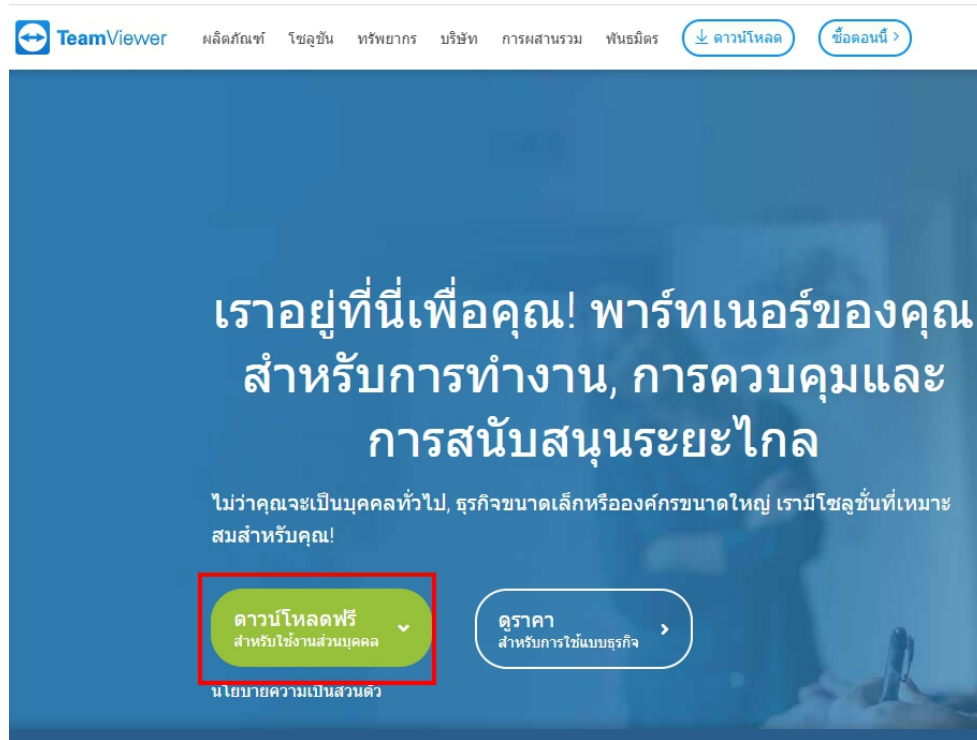 TeamViewer ผลิตภัณฑ์ โซลูชัน ทรัพยากร บริษัท การผสานรวม พันธมิตร ดาวน์โหลด ซื้อตอนนี้ >
เราอยู่ที่นี่เพื่อคุณ! พาร์ทเนอร์ของคุณ
สำหรับการทำงาน, การควบคุมและ
การสนับสนุนระยะไกล
ไม่ว่าคุณจะเป็นบุคคลทั่วไป, ธุรกิจขนาดเล็กหรือองค์กรขนาดใหญ่ เรามีโซลูชั่นที่เหมาะ
สมสำหรับคุณ!
ดาวน์โหลดฟรี
สำหรับใช้งานส่วนบุคคล
ดูราคา
สำหรับการใช้แบบธุรกิจ
นโยบายความเป็นส่วนตัว